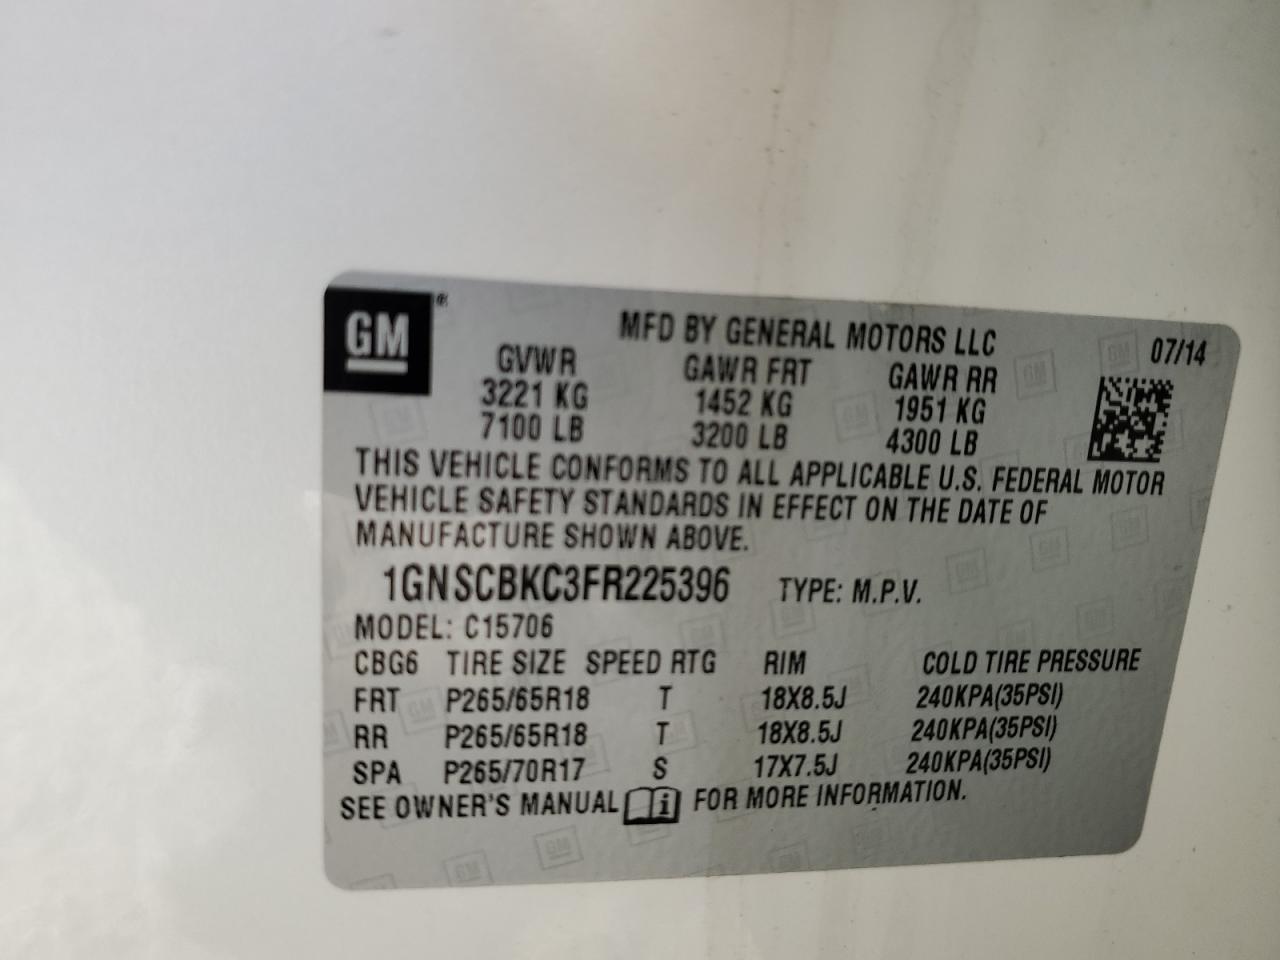 GM®
MFD BY GENERAL MOTORS LLC 07/14
GVWR GAWR FRT GAWR RR
3221 KG 1452 KG 1951 KG
7100 LB 3200 LB 4300 LB
THIS VEHICLE CONFORMS TO ALL APPLICABLE U.S. FEDERAL MOTOR
VEHICLE SAFETY STANDARDS IN EFFECT ON THE DATE OF
MANUFACTURE SHOWN ABOVE.
1GNSCBKC3FR225396 TYPE: M.P.V.
MODEL: C15706
CBG6 TIRE SIZE SPEED RTG RIM COLD TIRE PRESSURE
FRT P265/65R18 T 18X8.5J 240KPA(35PSI)
RR P265/65R18 T 18X8.5J 240KPA(35PSI)
SPA P265/70R17 S 17X7.5J 240KPA(35PSI)
SEE OWNER'S MANUAL i FOR MORE INFORMATION.